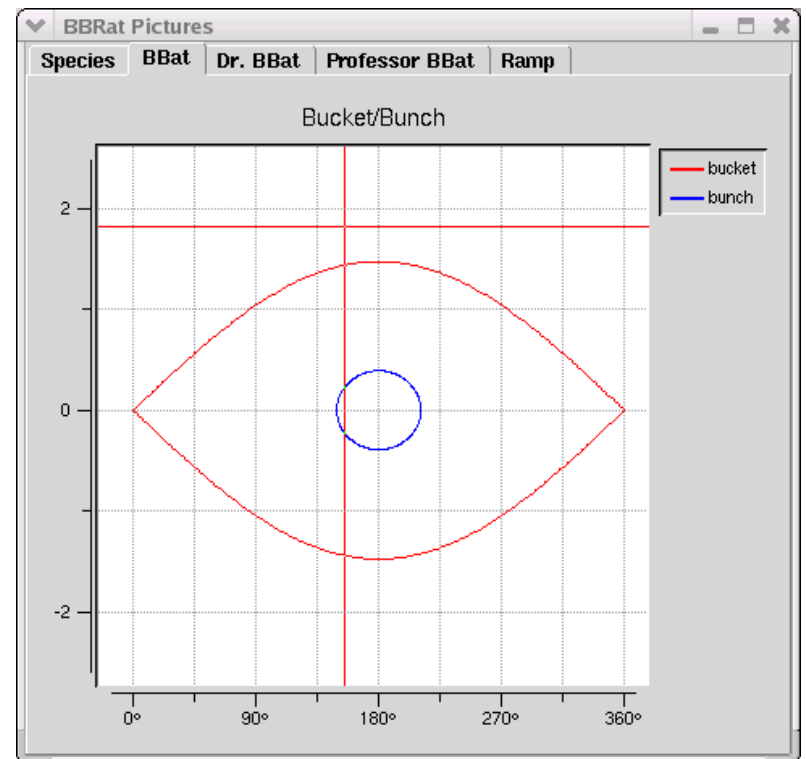 BBRat Pictures
Species BBat Dr. BBat Professor BBat Ramp
Bucket/Bunch
bucket
bunch
2
0
-2
0° 90° 180° 270° 360°